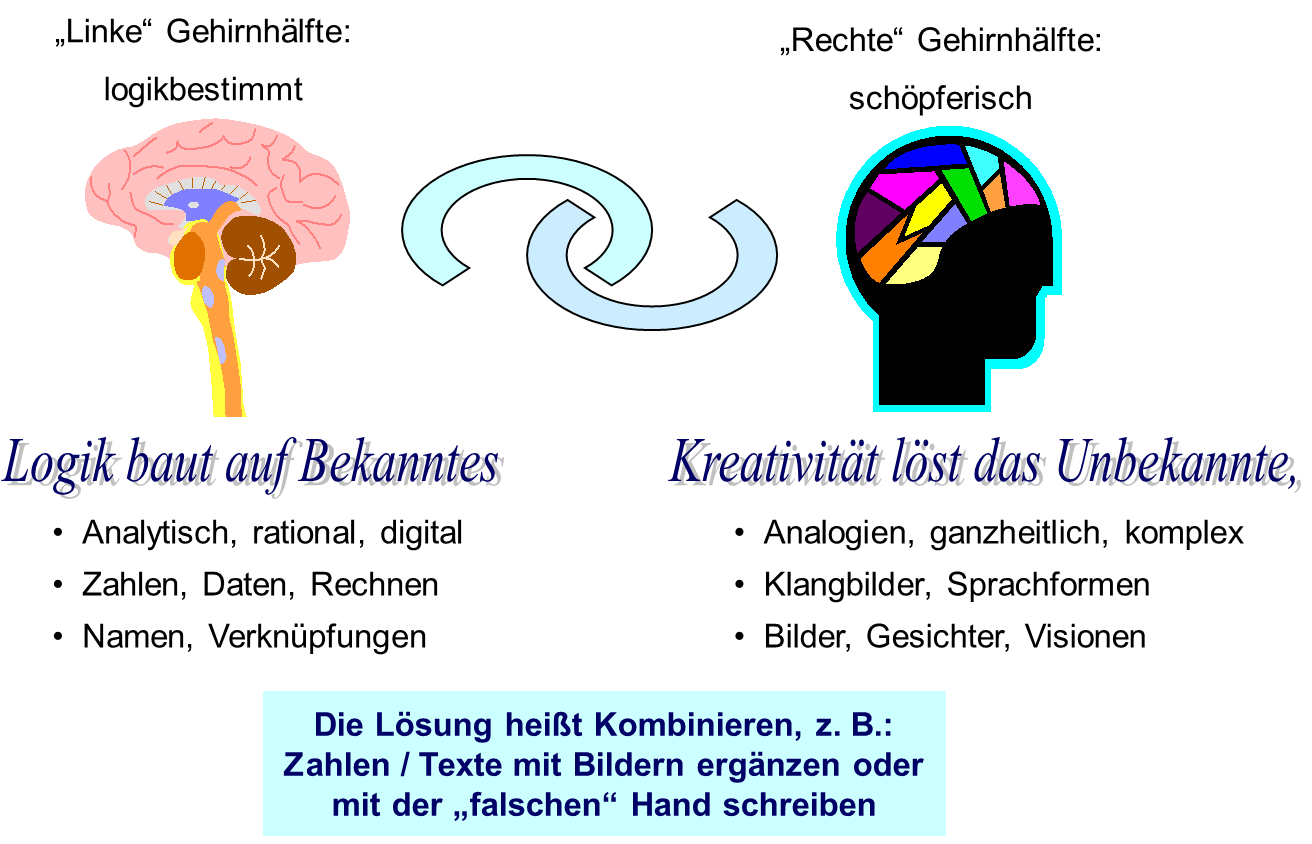 „Linke“ Gehirnhälfte:
logikbestimmt
„Rechte“ Gehirnhälfte:
schöpferisch
Logik baut auf Bekanntes
• Analytisch, rational, digital
• Zahlen, Daten, Rechnen
• Namen, Verknüpfungen
Kreativität löst das Unbekannte,
• Analogien, ganzheitlich, komplex
• Klangbilder, Sprachformen
• Bilder, Gesichter, Visionen
Die Lösung heißt Kombinieren, z. B.:
Zahlen / Texte mit Bildern ergänzen oder
mit der „falschen“ Hand schreiben